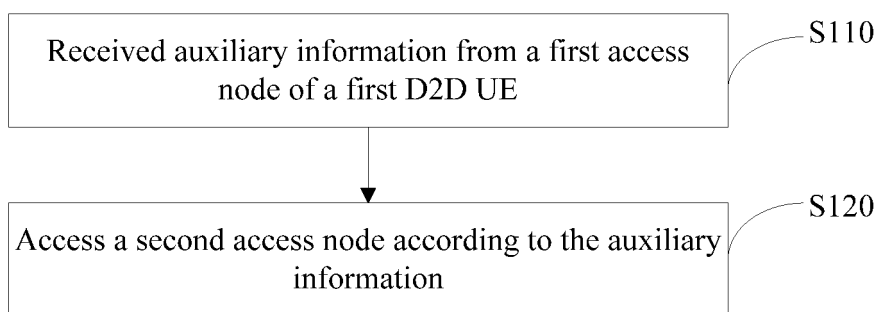 Received auxiliary information from a first access
node of a first D2D UE
S110
Access a second access node according to the auxiliary
information
S120